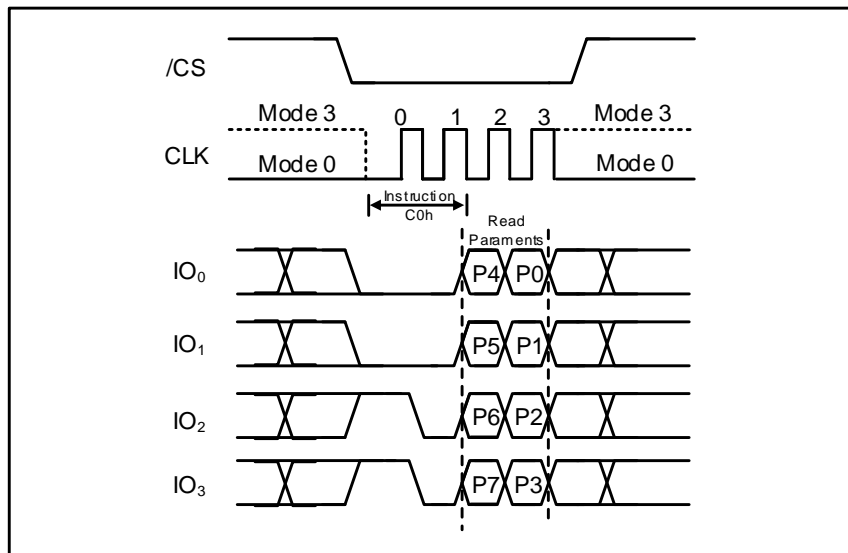 /CS
Mode 3 0 1 2 3 Mode 3
CLK
Mode 0 Mode 0
Instruction
C0h
Read
Paraments
IO0 P4 P0
IO1 P5 P1
IO2 P6 P2
IO3 P7 P3